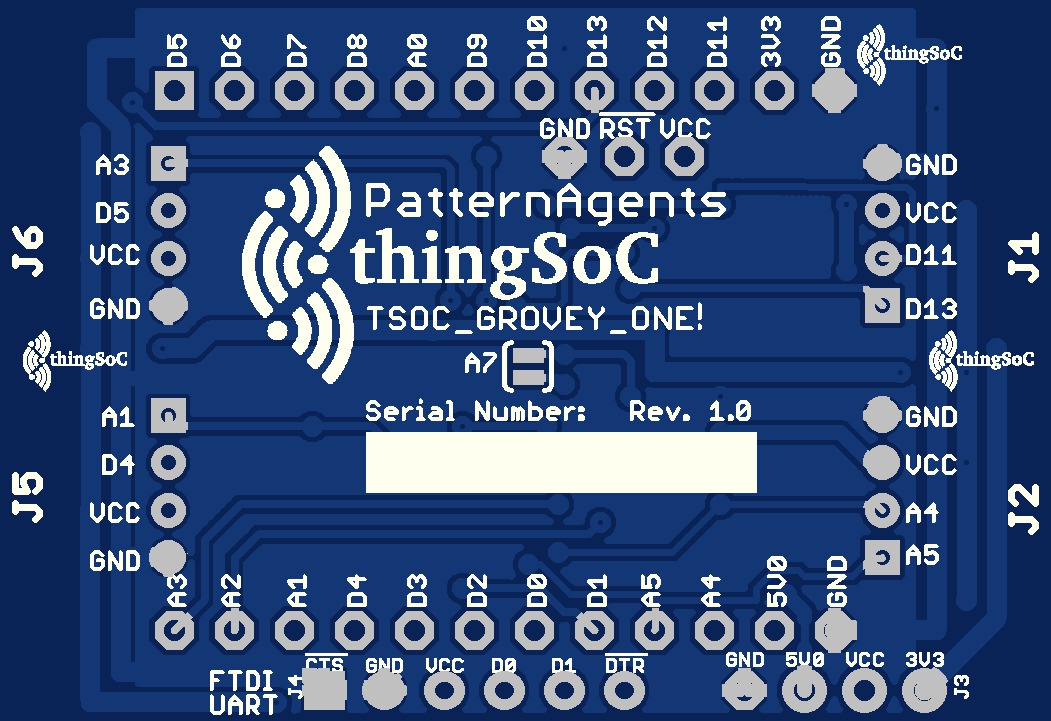 D5 D6 D7 D8 A0 D9 D10 D13 D12 D11 3V3 GND
thingSoC
GND RST VCC
A3
D5
VCC
GND
J6
PatternAgents
thingSoC
TSOC_GROVEY_ONE!
GND
VCC
D11
D13
J1
thingSoC
A7
thingSoC
Serial Number: Rev. 1.0
A1
D4
VCC
GND
J5
GND
VCC
A4
A5
J2
A3 A2 A1 D4 D3 D2 D0 D1 A5 A4 5V0 GND
FTDI
UART
J4
CTS GND VCC D0 D1 DTR
GND 5V0 VCC 3V3
J3